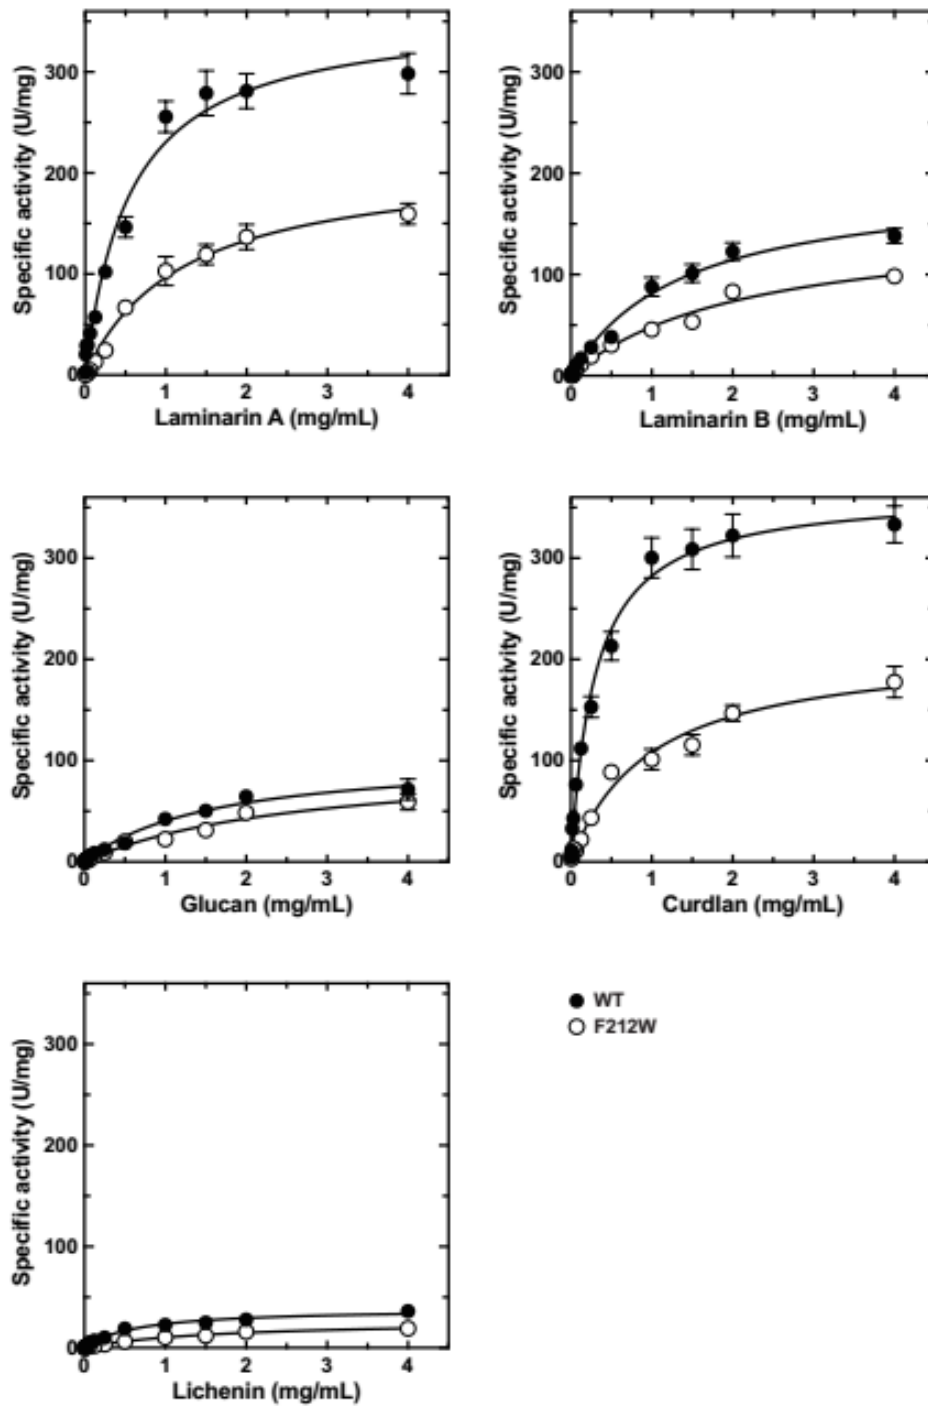 Specific activity (U/mg)
300
200
100
0
0 1 2 3 4
Laminarin A (mg/mL)
Specific activity (U/mg)
300
200
100
0
0 1 2 3 4
Laminarin B (mg/mL)
Specific activity (U/mg)
300
200
100
0
0 1 2 3 4
Glucan (mg/mL)
Specific activity (U/mg)
300
200
100
0
0 1 2 3 4
Curdlan (mg/mL)
Specific activity (U/mg)
300
200
100
0
0 1 2 3 4
Lichenin (mg/mL)
WT
F212W